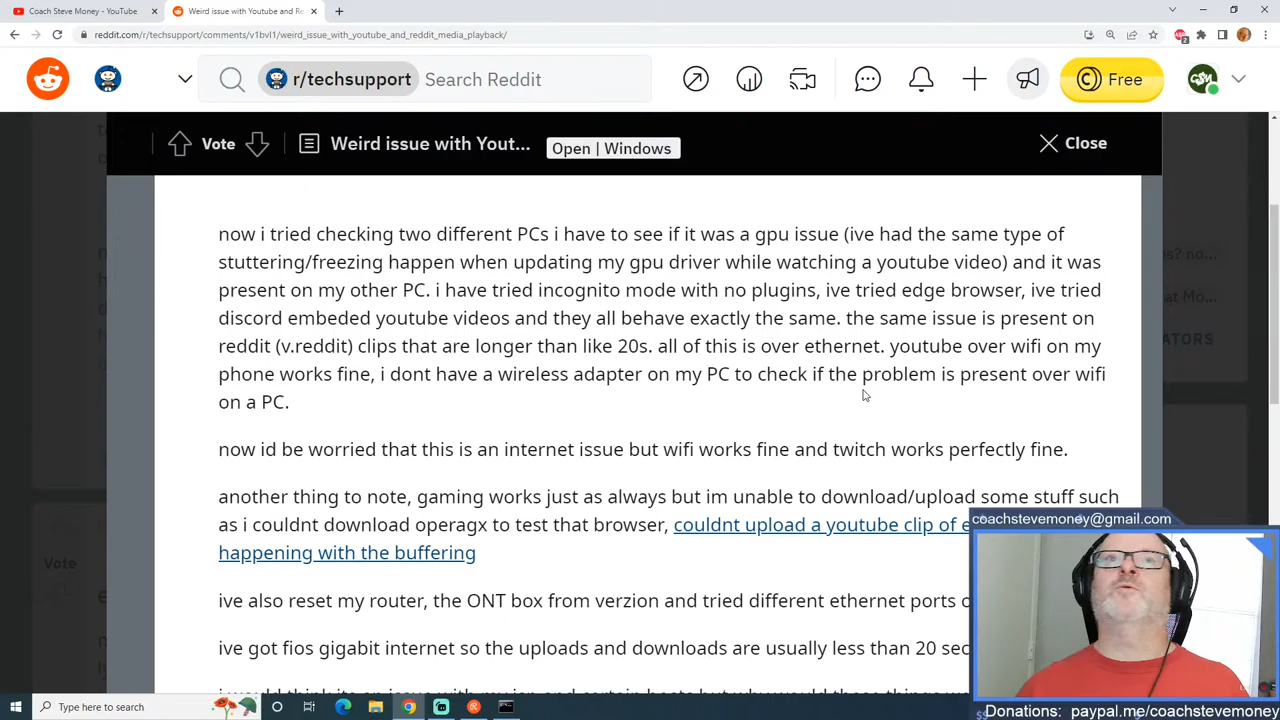 Coach Steve Money - YouTube
Weird issue with Youtube and Re
reddit.com/r/techsupport/comments/v1bvl1/weird_issue_with_youtube_and_reddit_media_playback/
r/techsupport
Search Reddit
Free
Vote
Weird issue with Yout...
Open | Windows
Close
now i tried checking two different PCs i have to see if it was a gpu issue (ive had the same type of
stuttering/freezing happen when updating my gpu driver while watching a youtube video) and it was
present on my other PC. i have tried incognito mode with no plugins, ive tried edge browser, ive tried
discord embeded youtube videos and they all behave exactly the same. the same issue is present on
reddit (v.reddit) clips that are longer than like 20s. all of this is over ethernet. youtube over wifi on my
phone works fine, i dont have a wireless adapter on my PC to check if the problem is present over wifi
on a PC.
now id be worried that this is an internet issue but wifi works fine and twitch works perfectly fine.
another thing to note, gaming works just as always but im unable to download/upload some stuff such
as i couldnt download operagx to test that browser, couldnt upload a youtube clip of e
happening with the buffering
ive also reset my router, the ONT box from verzion and tried different ethernet ports o
ive got fios gigabit internet so the uploads and downloads are usually less than 20 sec
Vote
coachstevemoney@gmail.com
Donations: paypal.me/coachstevemoney
Type here to search